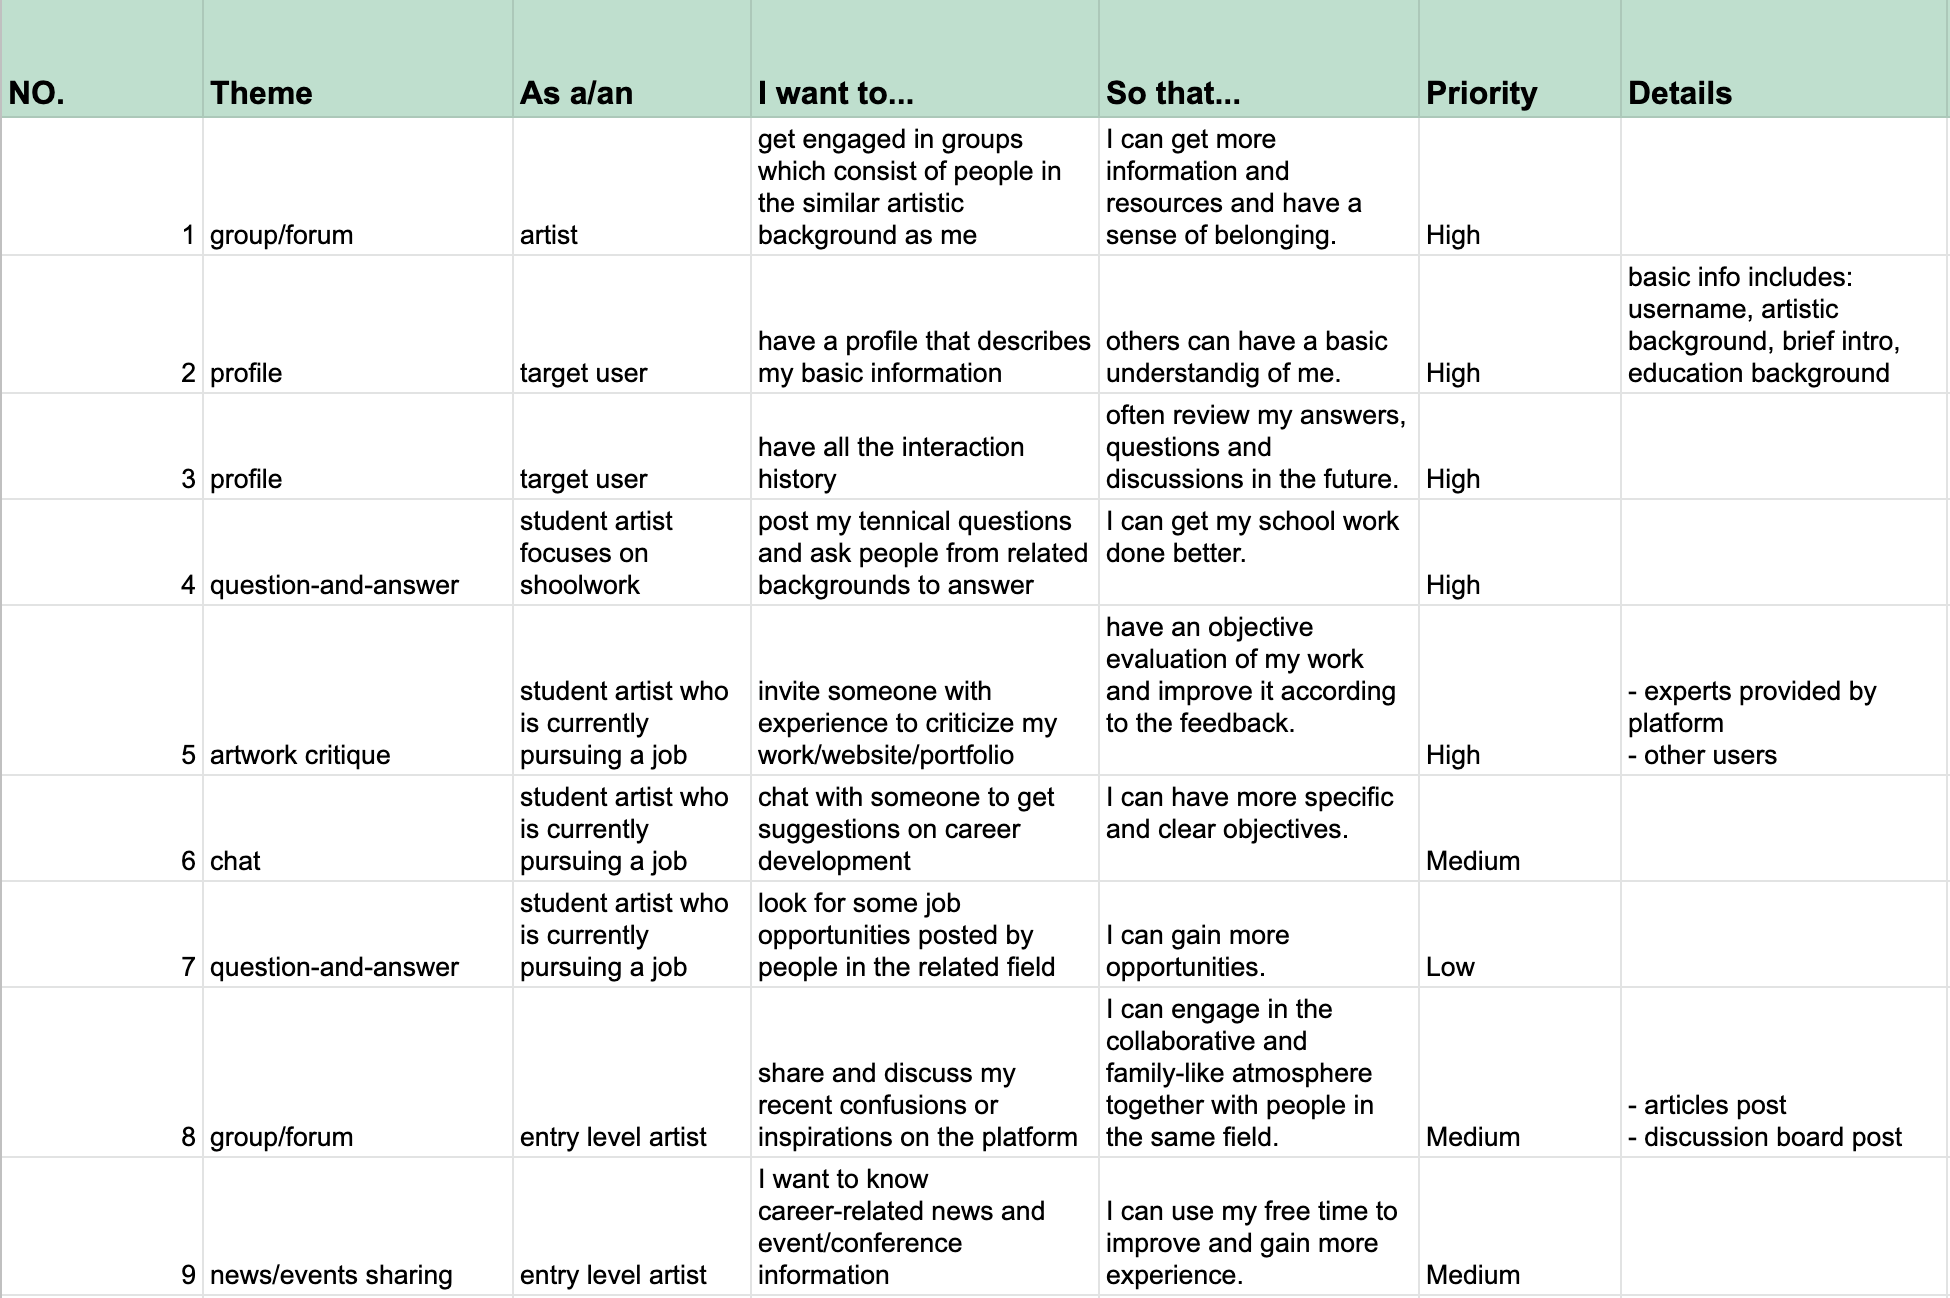 NO.
Theme
As a/an
I want to...
So that...
Priority
Details
1
group/forum
artist
get engaged in groups
which consist of people in
the similar artistic
background as me
I can get more
information and
resources and have a
sense of belonging.
High
2
profile
target user
have a profile that describes
my basic information
others can have a basic
understandig of me.
High
basic info includes:
username, artistic
background, brief intro,
education background
3
profile
target user
have all the interaction
history
often review my answers,
questions and
discussions in the future.
High
4
question-and-answer
student artist
focuses on
shoolwork
post my tennical questions
and ask people from related
backgrounds to answer
I can get my school work
done better.
High
5
artwork critique
student artist who
is currently
pursuing a job
invite someone with
experience to criticize my
work/website/portfolio
have an objective
evaluation of my work
and improve it according
to the feedback.
High
- experts provided by
platform
- other users
6
chat
student artist who
is currently
pursuing a job
chat with someone to get
suggestions on career
development
I can have more specific
and clear objectives.
Medium
7
question-and-answer
student artist who
is currently
pursuing a job
look for some job
opportunities posted by
people in the related field
I can gain more
opportunities.
Low
8
group/forum
entry level artist
share and discuss my
recent confusions or
inspirations on the platform
I can engage in the
collaborative and
family-like atmosphere
together with people in
the same field.
Medium
- articles post
- discussion board post
9
news/events sharing
entry level artist
I want to know
career-related news and
event/conference
information
I can use my free time to
improve and gain more
experience.
Medium